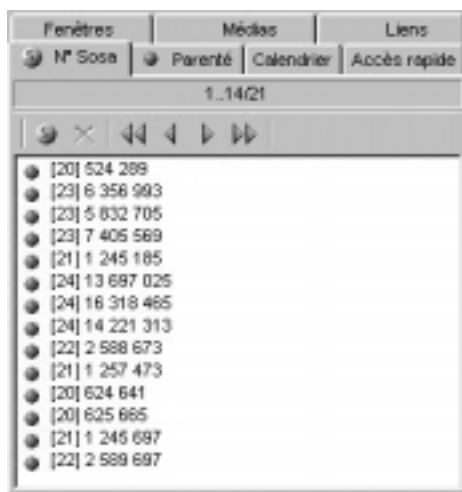 Fenêtres Médias Liens
N° Sosa Parenté Calendrier Accès rapide
1..14/21
[20] 524 289
[23] 6 356 993
[23] 5 832 705
[23] 7 405 569
[21] 1 245 185
[24] 13 697 025
[24] 16 318 465
[24] 14 221 313
[22] 2 588 673
[21] 1 257 473
[20] 624 641
[20] 625 665
[21] 1 245 697
[22] 2 589 697